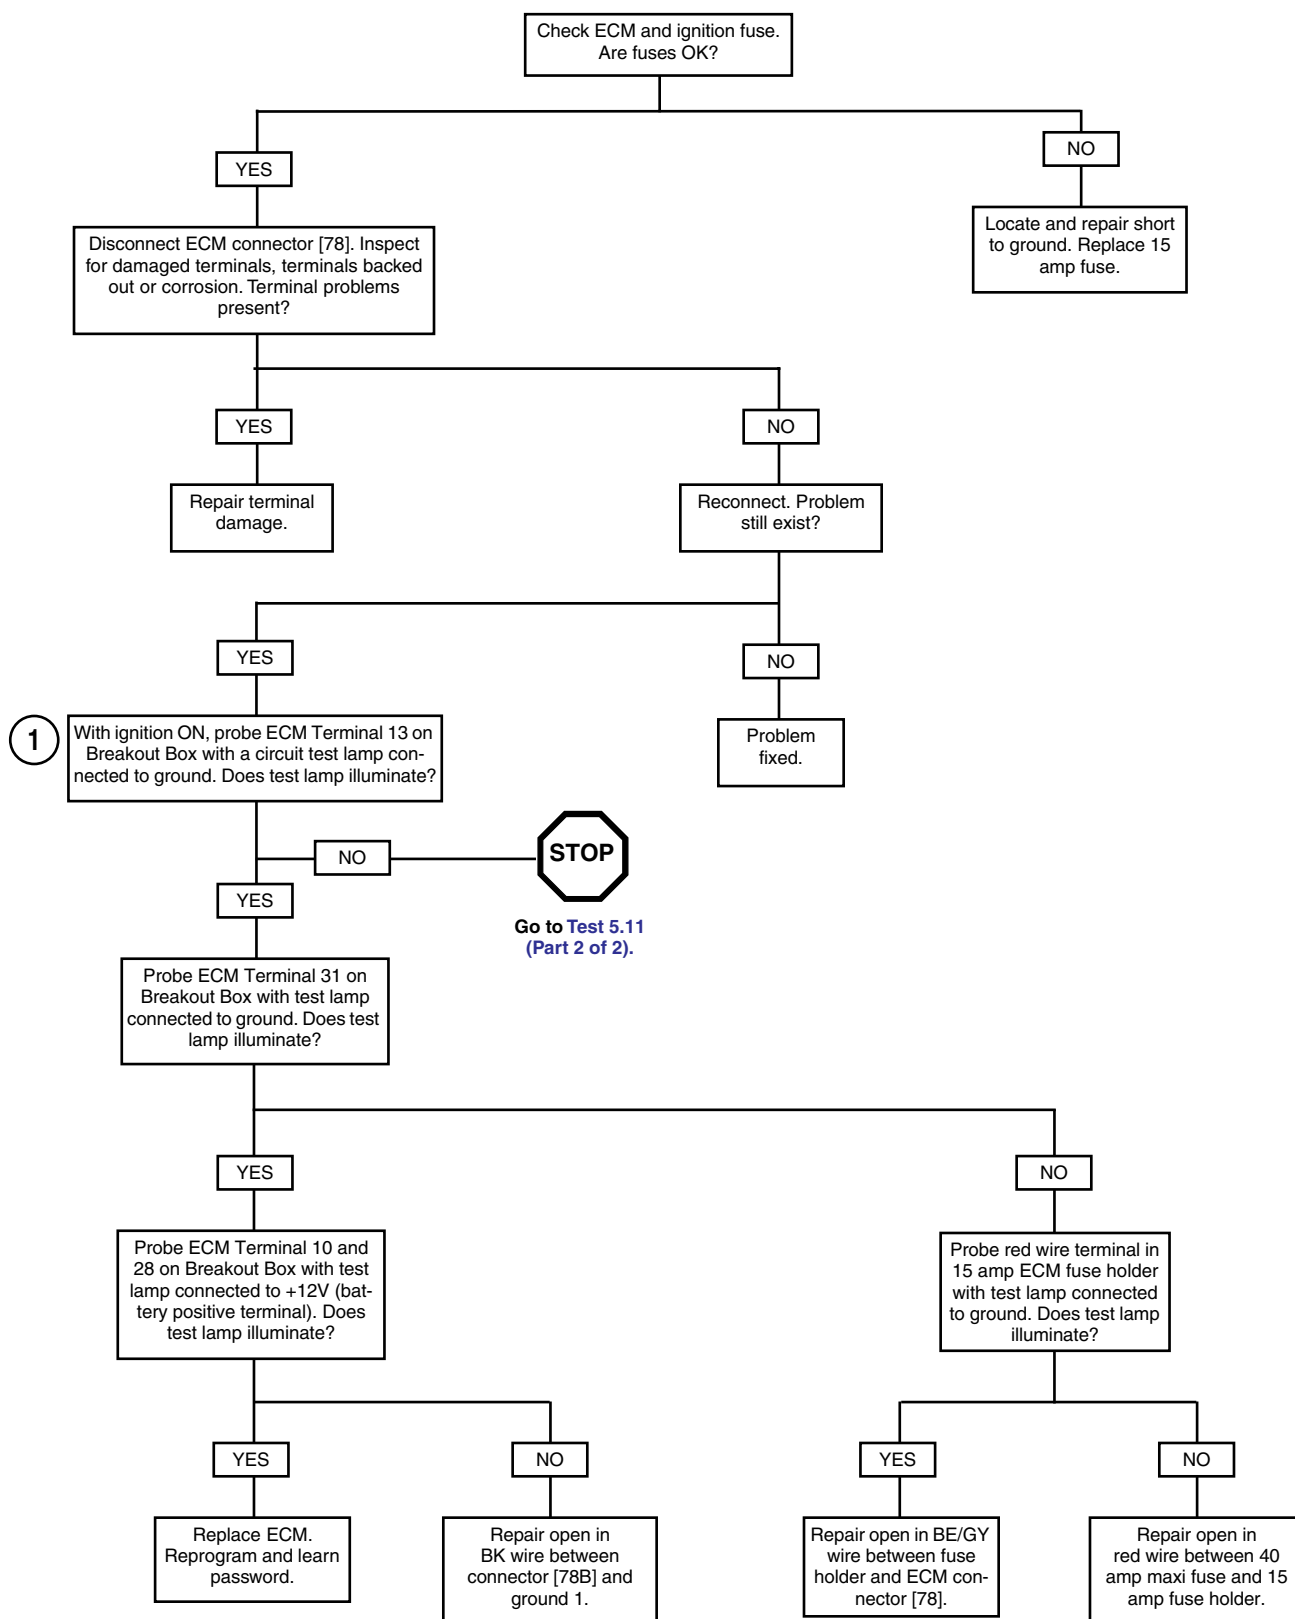 Check ECM and ignition fuse.
Are fuses OK?
YES
NO
Disconnect ECM connector [78]. Inspect
for damaged terminals, terminals backed
out or corrosion. Terminal problems
present?
Locate and repair short
to ground. Replace 15
amp fuse.
YES
NO
Repair terminal
damage.
Reconnect. Problem
still exist?
YES
NO
1
With ignition ON, probe ECM Terminal 13 on
Breakout Box with a circuit test lamp con-
nected to ground. Does test lamp illuminate?
Problem
fixed.
NO
STOP
YES
Go to Test 5.11
(Part 2 of 2).
Probe ECM Terminal 31 on
Breakout Box with test lamp
connected to ground. Does test
lamp illuminate?
YES
NO
Probe ECM Terminal 10 and
28 on Breakout Box with test
lamp connected to +12V (bat-
tery positive terminal). Does
test lamp illuminate?
Probe red wire terminal in
15 amp ECM fuse holder
with test lamp connected
to ground. Does test lamp
illuminate?
YES
NO
YES
NO
Replace ECM.
Reprogram and learn
password.
Repair open in
BK wire between
connector [78B] and
ground 1.
Repair open in BE/GY
wire between fuse
holder and ECM con-
nector [78].
Repair open in
red wire between 40
amp maxi fuse and 15
amp fuse holder.